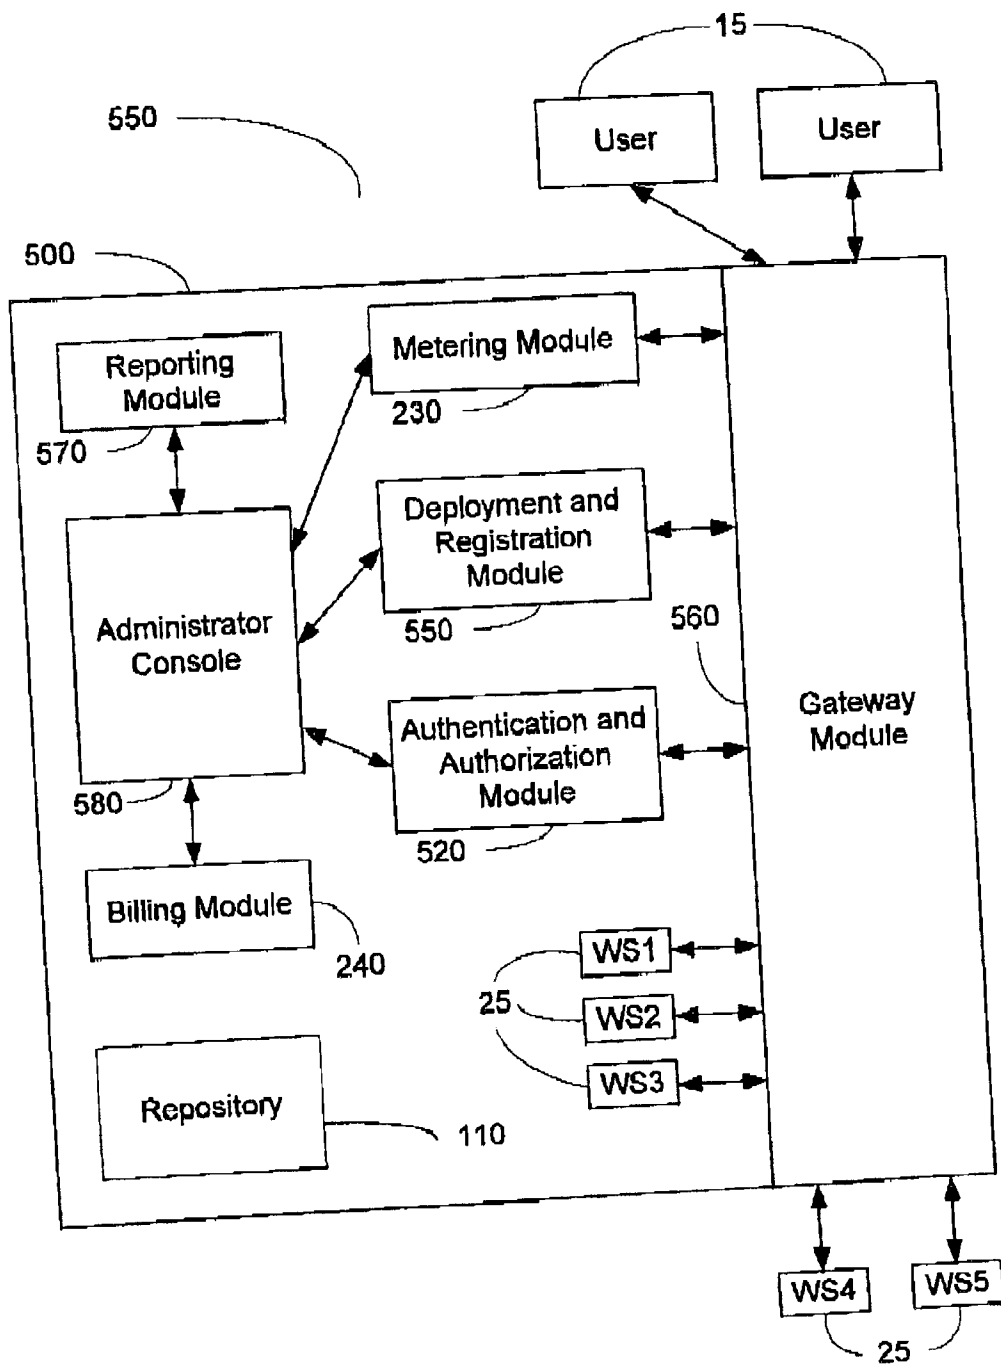 15
550
User
User
500
Reporting
Module
570
Metering Module
230
Deployment and
Registration
Module
550
560
Administrator
Console
580
Authentication and
Authorization
Module
520
Gateway
Module
Billing Module
240
WS1
25
WS2
WS3
Repository
110
WS4
WS5
25